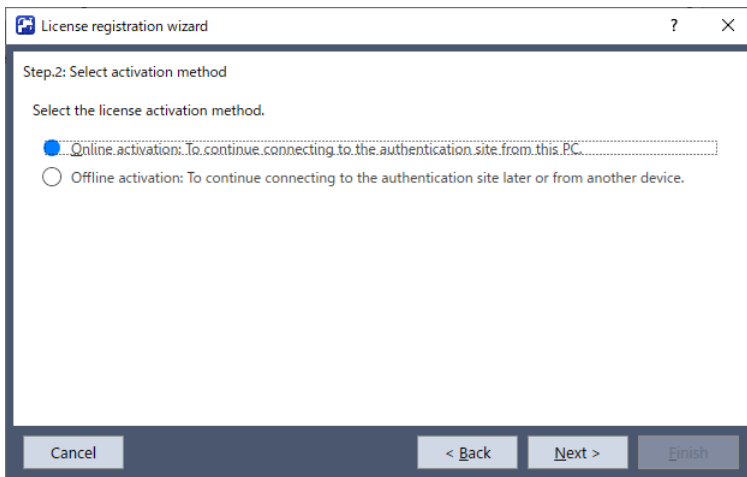 License registration wizard
Step.2: Select activation method
Select the license activation method.
Online activation: To continue connecting to the authentication site from this PC.
Offline activation: To continue connecting to the authentication site later or from another device.
Cancel < Back Next > Finish